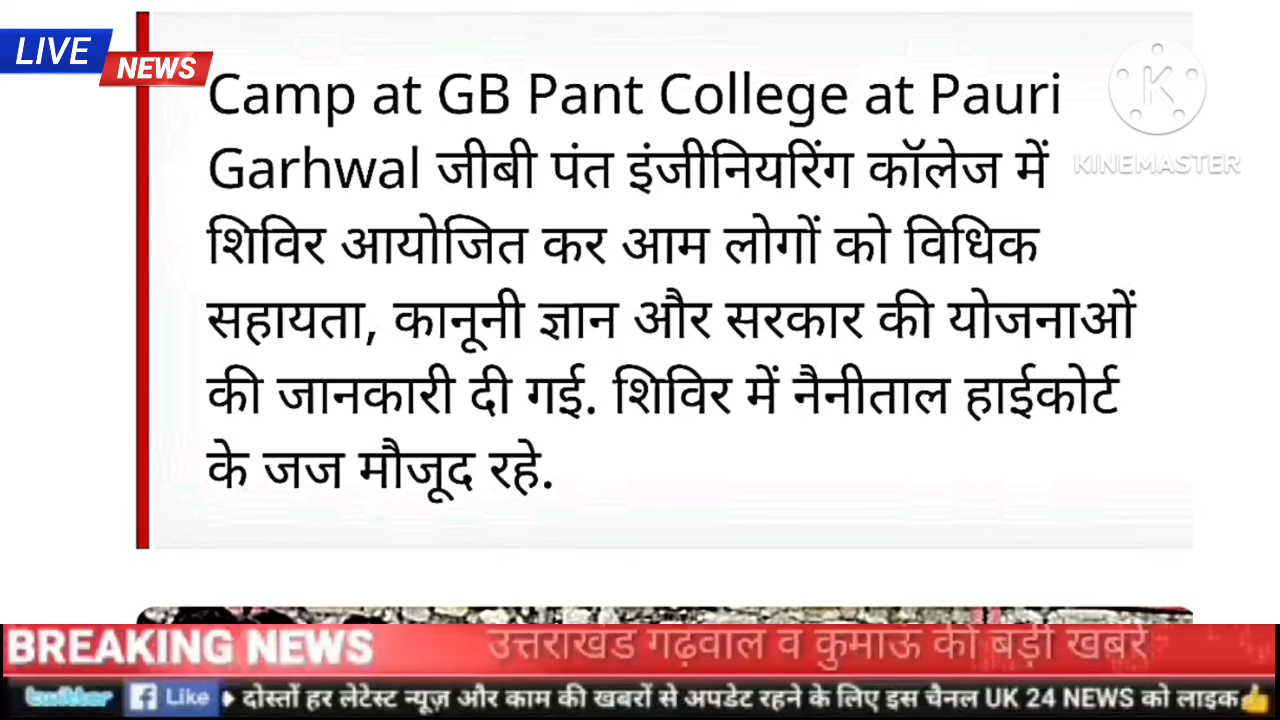 LIVE
NEWS
Camp at GB Pant College at Pauri
Garhwal जीबी पंत इंजीनियरिंग कॉलेज में
शिविर आयोजित कर आम लोगों को विधिक
सहायता, कानूनी ज्ञान और सरकार की योजनाओं
की जानकारी दी गई. शिविर में नैनीताल हाईकोर्ट
के जज मौजूद रहे.
K
KINEMASTER
BREAKING NEWS उत्तराखंड गढ़वाल व कुमाऊ की बड़ी खबरें
twitter f Like दोस्तों हर लेटेस्ट न्यूज़ और काम की खबरों से अपडेट रहने के लिए इस चैनल UK 24 NEWS को लाइक👍